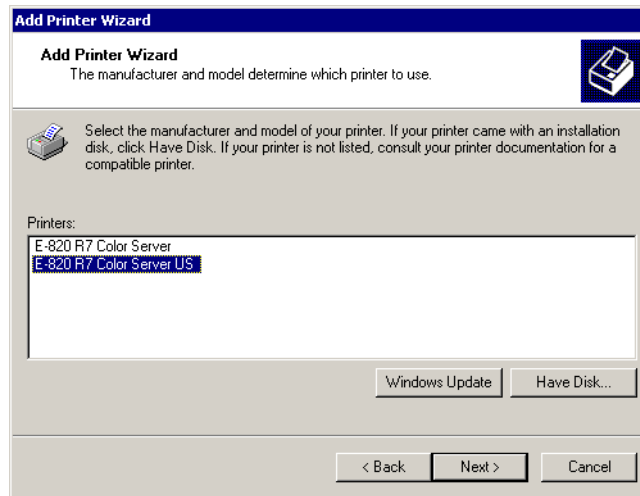 Add Printer Wizard
Add Printer Wizard
The manufacturer and model determine which printer to use.
Select the manufacturer and model of your printer. If your printer came with an installation
disk, click Have Disk. If your printer is not listed, consult your printer documentation for a
compatible printer.
Printers:
E-820 R7 Color Server
E-820 R7 Color Server US
Windows Update
Have Disk...
< Back
Next >
Cancel